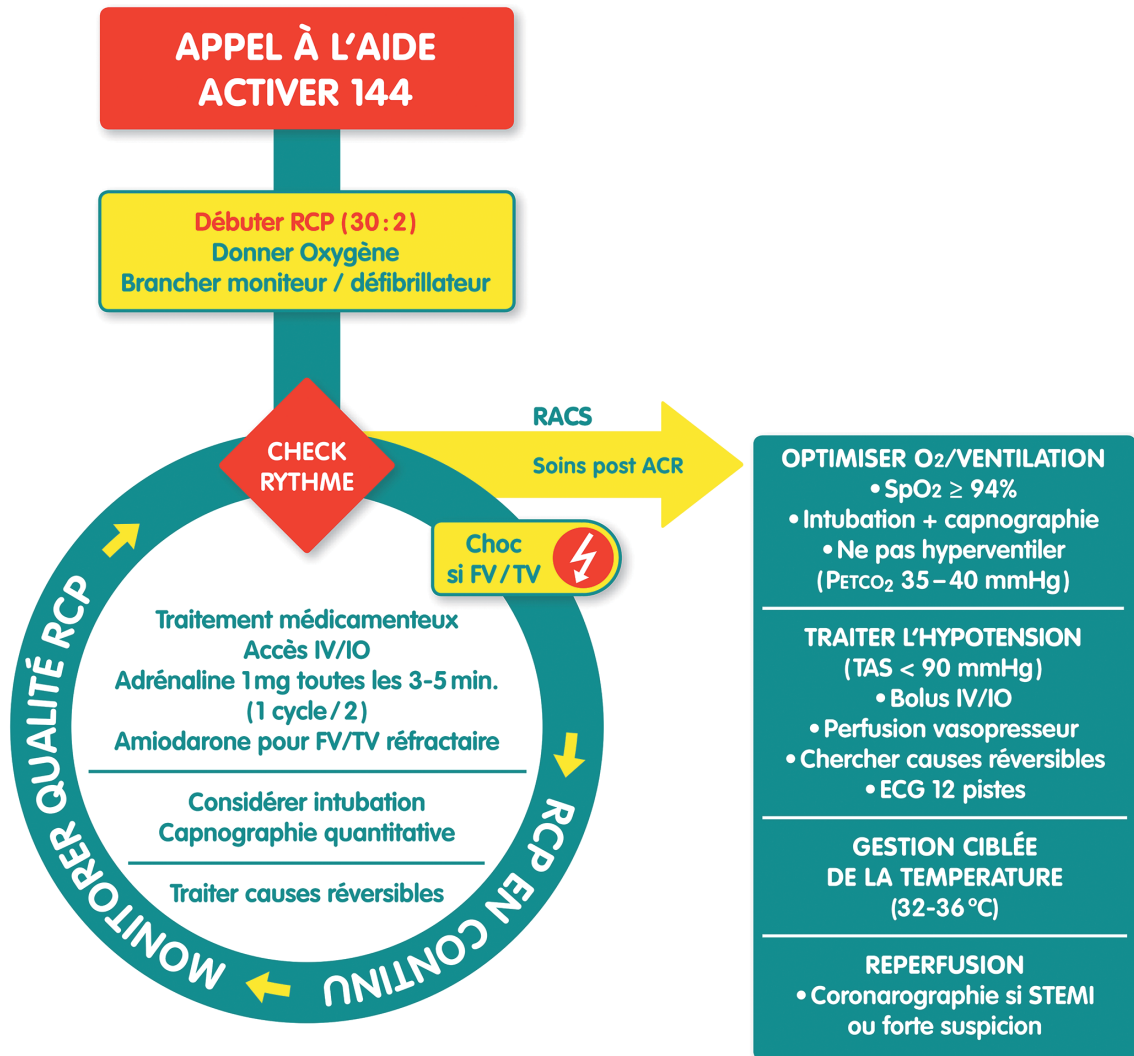 APPEL À L’AIDE
ACTIVER 144
Débuter RCP (30 : 2)
Donner Oxygène
Brancher moniteur / défibrillateur
CHECK
RYTHME
RACS
Soins post ACR
Choc
si FV / TV
Traitement médicamenteux
Accès IV/IO
Adrénaline 1 mg toutes les 3-5 min.
(1 cycle / 2)
Amiodarone pour FV/TV réfractaire
Considérer intubation
Capnographie quantitative
Traiter causes réversibles
RCP EN CONTINU
MONITORER QUALITÉ RCP
OPTIMISER O2/VENTILATION
• SpO2 ≥ 94%
• Intubation + capnographie
• Ne pas hyperventiler
(PETCO2 35 – 40 mmHg)
TRAITER L’HYPOTENSION
(TAS < 90 mmHg)
• Bolus IV/IO
• Perfusion vasopresseur
• Chercher causes réversibles
• ECG 12 pistes
GESTION CIBLÉE
DE LA TEMPERATURE
(32-36 °C)
REPERFUSION
• Coronarographie si STEMI
ou forte suspicion